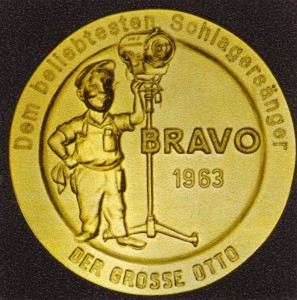 Dem beliebtesten Schlagersänger
BRAVO
1963
DER GROSSE OTTO